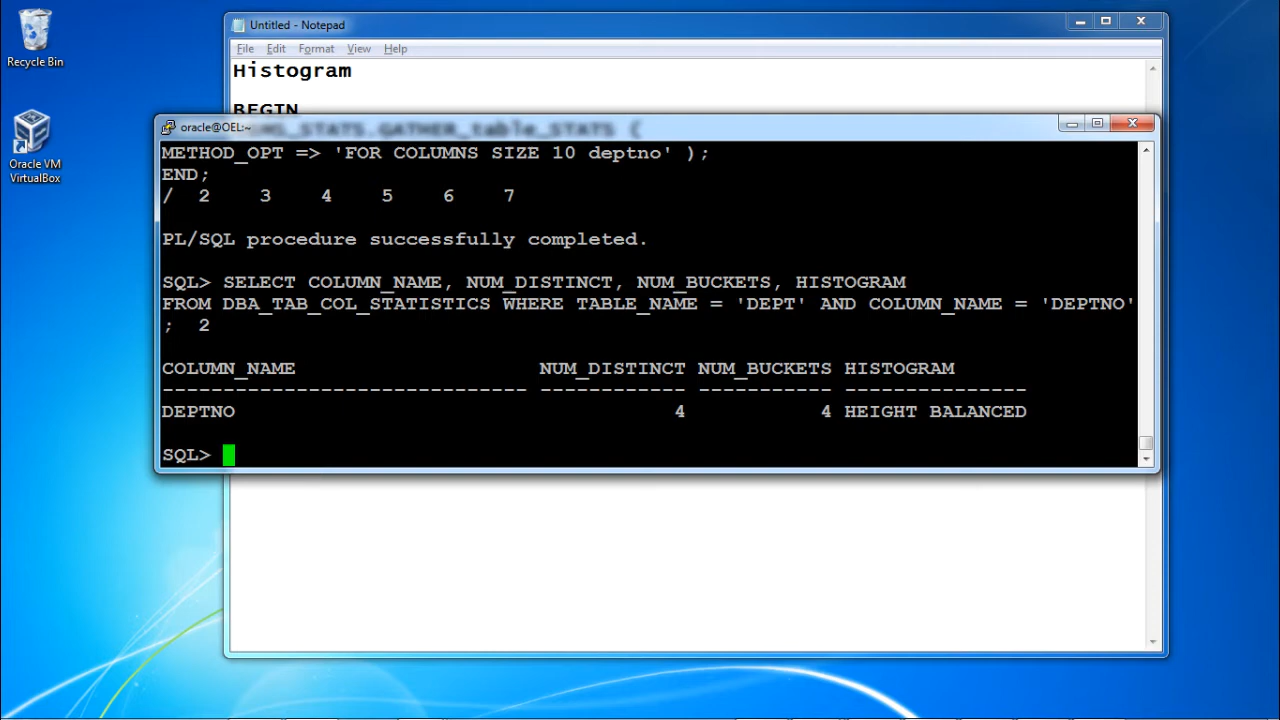 Recycle Bin
Oracle VM
VirtualBox
Untitled - Notepad
File Edit Format View Help
Histogram
BEGIN
oracle@OEL:~
MS_STATS.GATHER_table_STATS (
METHOD_OPT => 'FOR COLUMNS SIZE 10 deptno' );
END;
/ 2 3 4 5 6 7
PL/SQL procedure successfully completed.
SQL> SELECT COLUMN_NAME, NUM_DISTINCT, NUM_BUCKETS, HISTOGRAM
FROM DBA_TAB_COL_STATISTICS WHERE TABLE_NAME = 'DEPT' AND COLUMN_NAME = 'DEPTNO'
; 2
COLUMN_NAME NUM_DISTINCT NUM_BUCKETS HISTOGRAM
------------------------------ ------------ ----------- ---------------
DEPTNO 4 4 HEIGHT BALANCED
SQL>